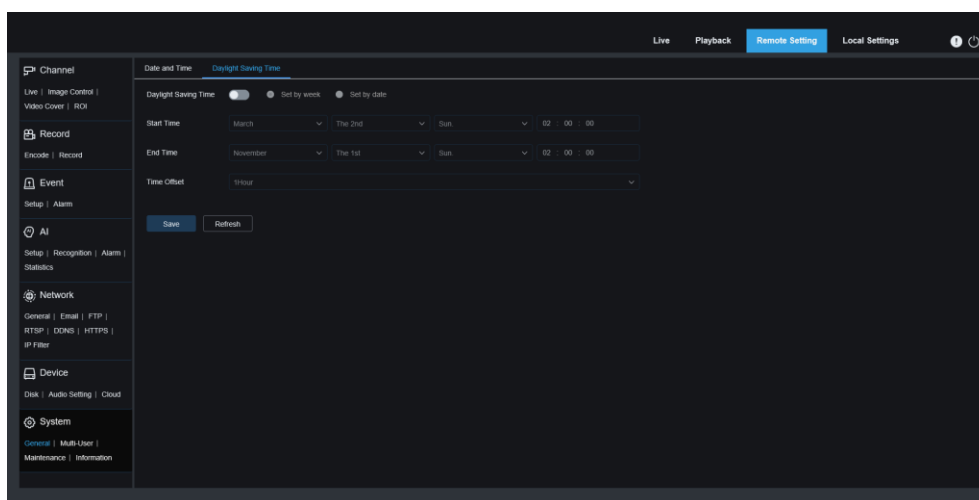 Live Playback Remote Setting Local Settings
Channel
Live | Image Control |
Video Cover | ROI
Record
Encode | Record
Event
Setup | Alarm
AI
Setup | Recognition | Alarm |
Statistics
Network
General | Email | FTP |
RTSP | DDNS | HTTPS |
IP Filter
Device
Disk | Audio Setting | Cloud
System
General | Multi-User |
Maintenance | Information
Date and Time Daylight Saving Time
Daylight Saving Time Set by week Set by date
Start Time March The 2nd Sun. 02 : 00 : 00
End Time November The 1st Sun. 02 : 00 : 00
Time Offset 1Hour
Save Refresh